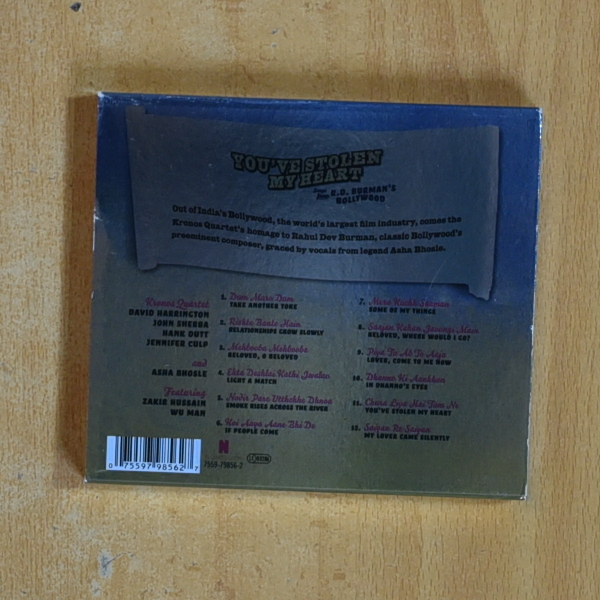 YOU'VE STOLEN
MY HEART
Songs from R.D. BURMAN'S
BOLLYWOOD
Out of India's Bollywood, the world's largest film industry, comes the
Kronos Quartet's homage to Rahul Dev Burman, classic Bollywood's
preeminent composer, graced by vocals from legend Asha Bhosle.
Kronos Quartet
DAVID HARRINGTON
JOHN SHERBA
HANK DUTT
JENNIFER CULP
and
ASHA BHOSLE
Featuring
ZAKIR HUSSAIN
WU MAN
1. Dum Maro Dum
TAKE ANOTHER TOKE
2. Rishte Bante Hain
RELATIONSHIPS GROW SLOWLY
3. Mehbooba Mehbooba
BELOVED, O BELOVED
4. Ekta Deshlai Kathi Jwalao
LIGHT A MATCH
5. Nodir Pare Utthchhe Dhnoa
SMOKE RISES ACROSS THE RIVER
6. Koi Aaya Aane Bhi De
IF PEOPLE COME
7. Mera Kuchh Saaman
SOME OF MY THINGS
8. Saajan Kahan Jaoongi Main
BELOVED, WHERE WOULD I GO?
9. Piya Tu Ab To Aaja
LOVER, COME TO ME NOW
10. Dhanno Ki Aankhon
IN DHANNO'S EYES
11. Chura Liya Hai Tum Ne
YOU'VE STOLEN MY HEART
12. Saiyan Re Saiyan
MY LOVER CAME SILENTLY
0 75597 98562 7
N
7559-79856-2